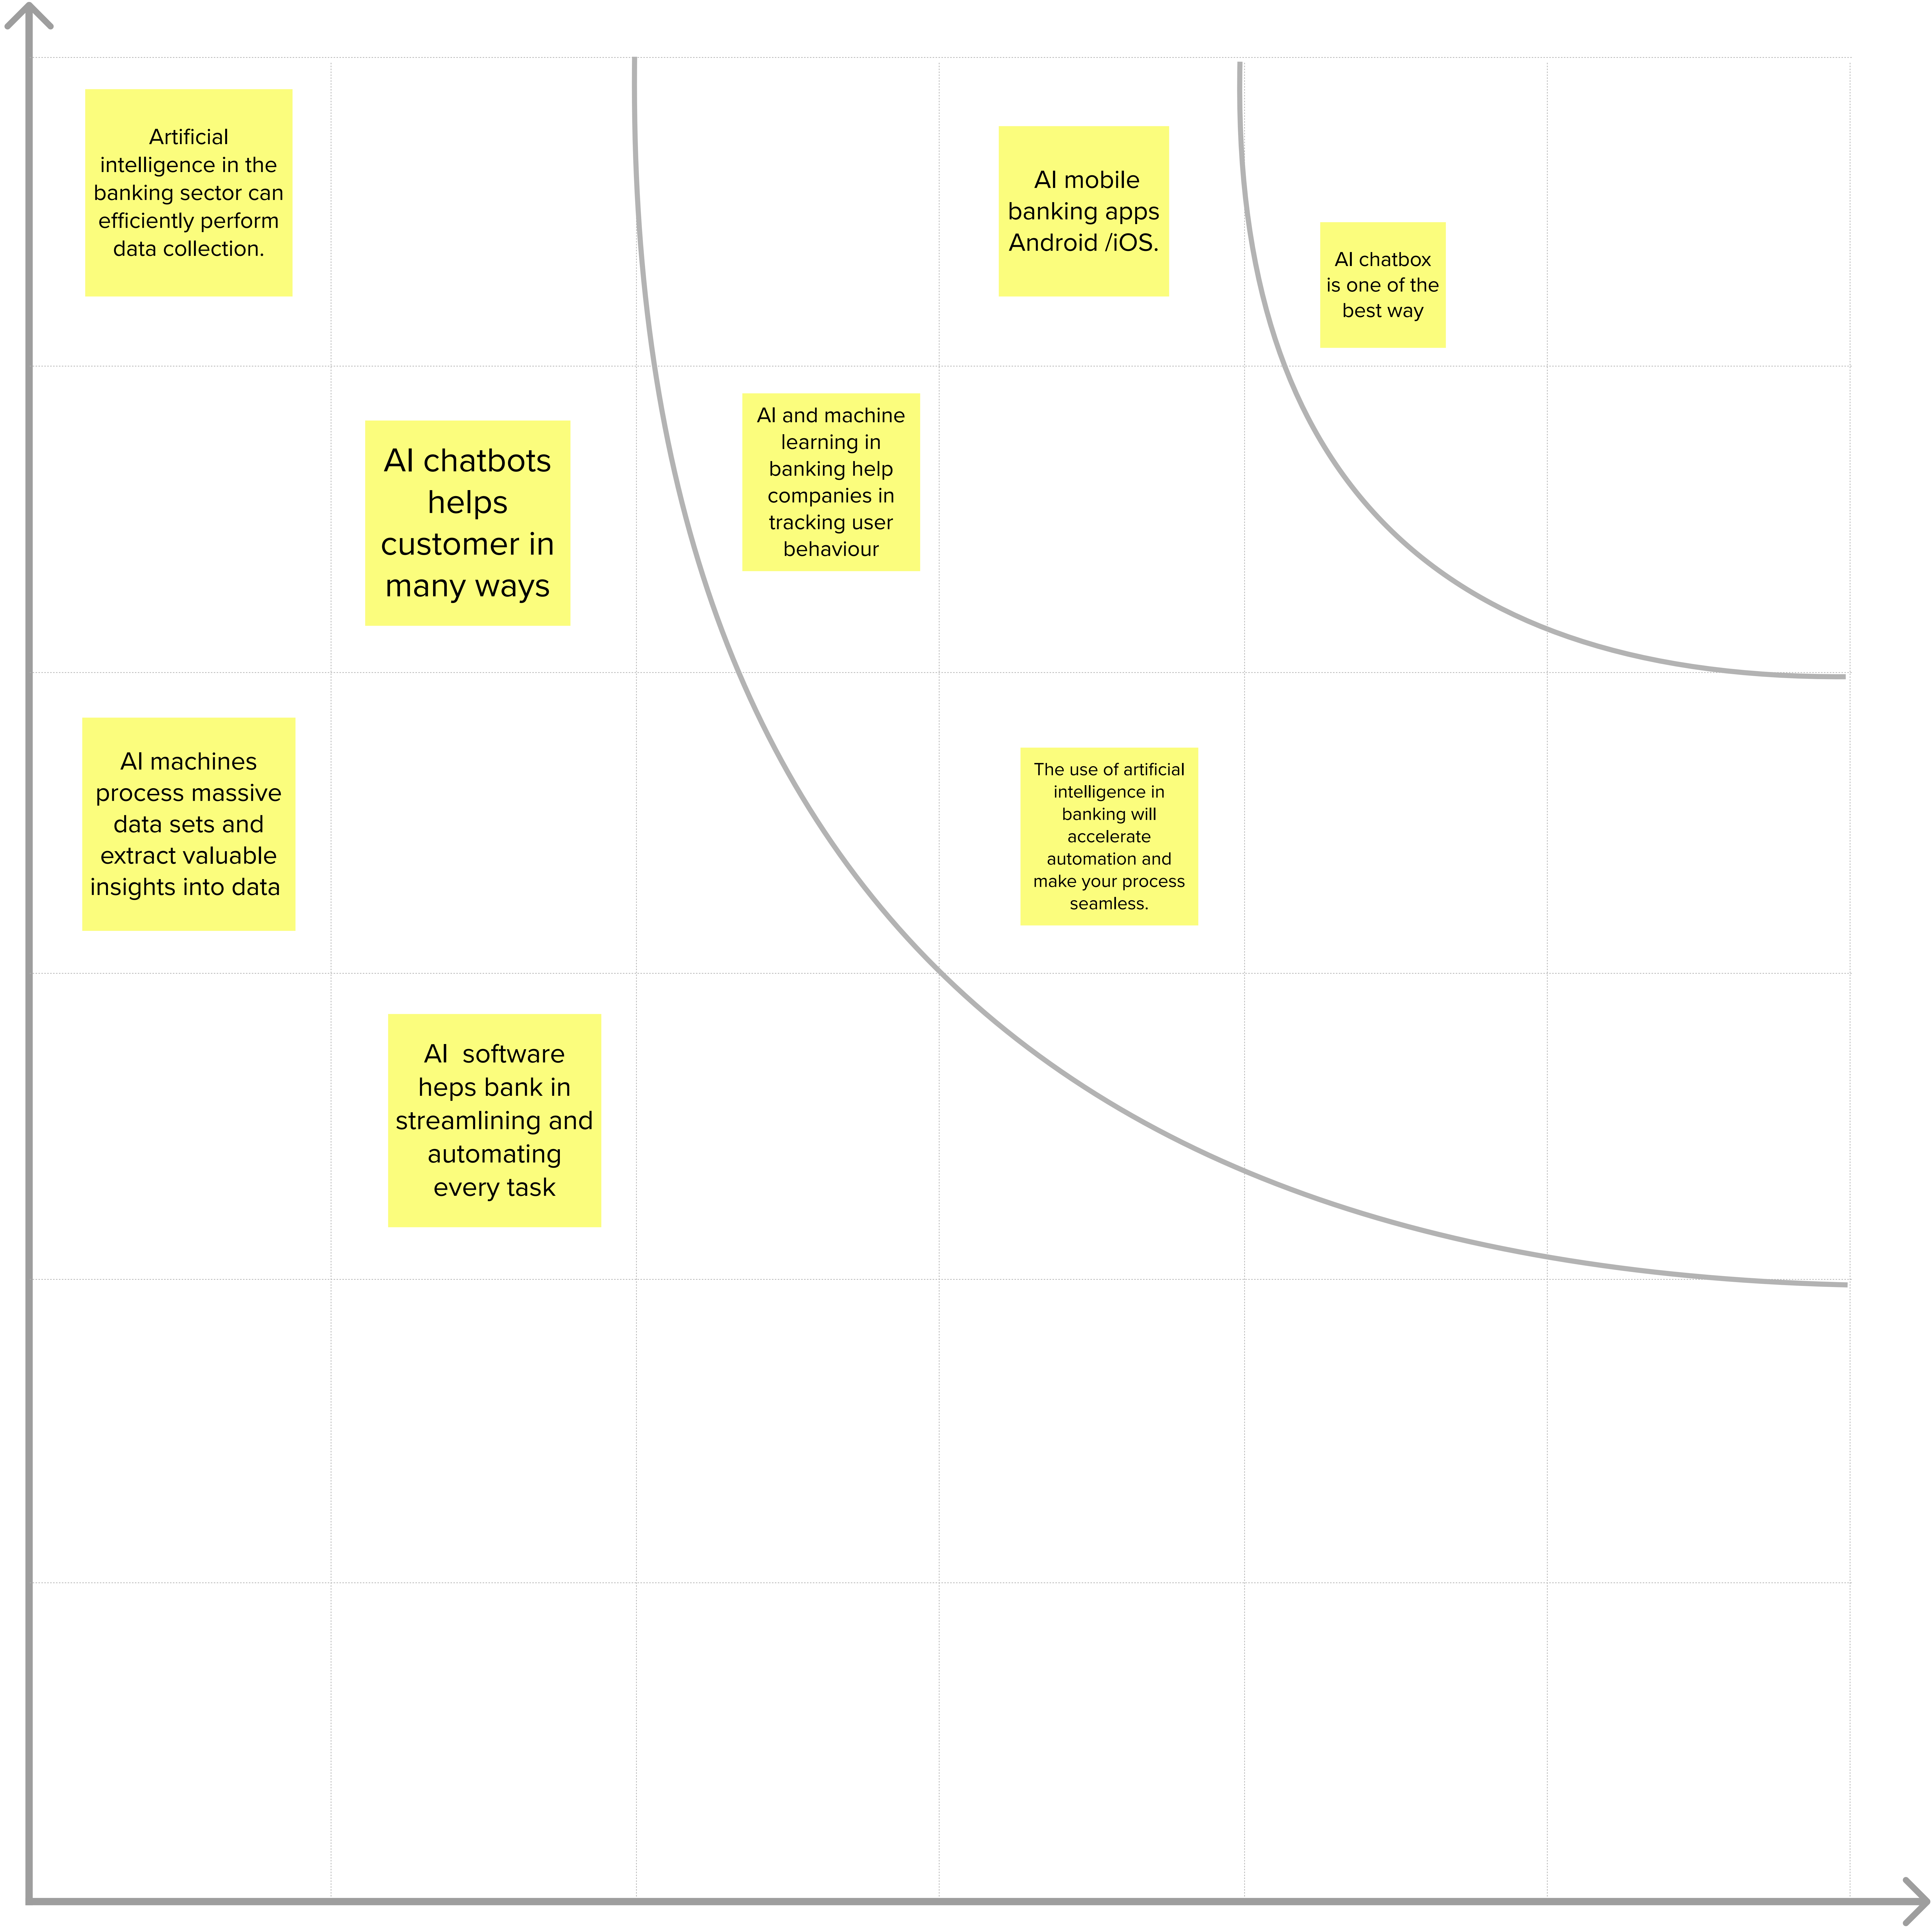 Artificial
intelligence in the
banking sector can
efficiently perform
data collection.
AI mobile
banking apps
Android /iOS.
AI chatbox
is one of the
best way
AI chatbots
helps
customer in
many ways
AI and machine
learning in
banking help
companies in
tracking user
behaviour
AI machines
process massive
data sets and
extract valuable
insights into data
The use of artificial
intelligence in
banking will
accelerate
automation and
make your process
seamless.
AI  software
heps bank in
streamlining and
automating
every task